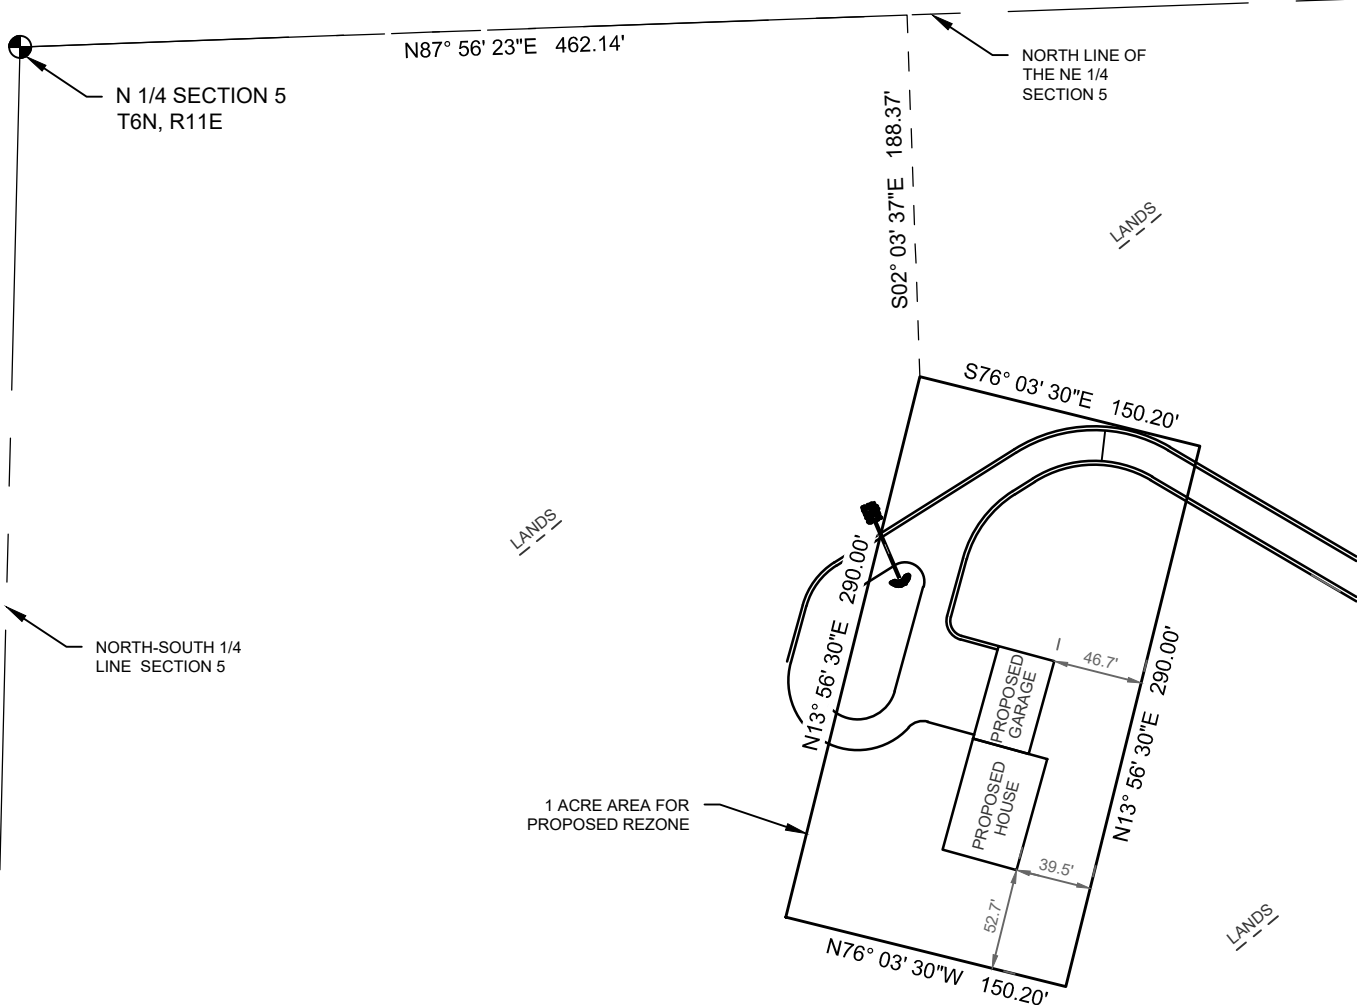 N87° 56' 23"E 462.14'
N 1/4 SECTION 5
T6N, R11E
NORTH LINE OF
THE NE 1/4
SECTION 5
S02° 03' 37"E 188.37'
LANDS
S76° 03' 30"E 150.20'
LANDS
N13° 56' 30"E 290.00'
NORTH-SOUTH 1/4
LINE SECTION 5
PROPOSED
GARAGE
46.7'
N13° 56' 30"E 290.00'
1 ACRE AREA FOR
PROPOSED REZONE
PROPOSED
HOUSE
39.5'
52.7'
LANDS
N76° 03' 30"W 150.20'